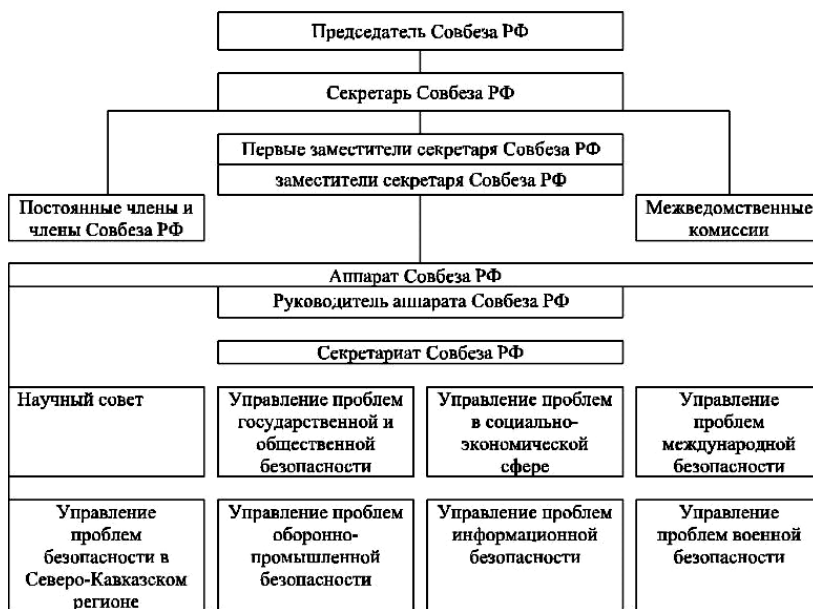 Председатель Совбеза РФ
Секретарь Совбеза РФ
Первые заместители секретаря Совбеза РФ
заместители секретаря Совбеза РФ
Постоянные члены и
члены Совбеза РФ
Межведомственные
комиссии
Аппарат Совбеза РФ
Руководитель аппарата Совбеза РФ
Секретариат Совбеза РФ
Научный совет
Управление проблем
государственной и
общественной
безопасности
Управление проблем
в социально-
экономической
сфере
Управление
проблем
международной
безопасности
Управление
проблем
безопасности в
Северо-Кавказском
регионе
Управление проблем
оборонно-
промышленной
безопасности
Управление проблем
информационной
безопасности
Управление
проблем военной
безопасности